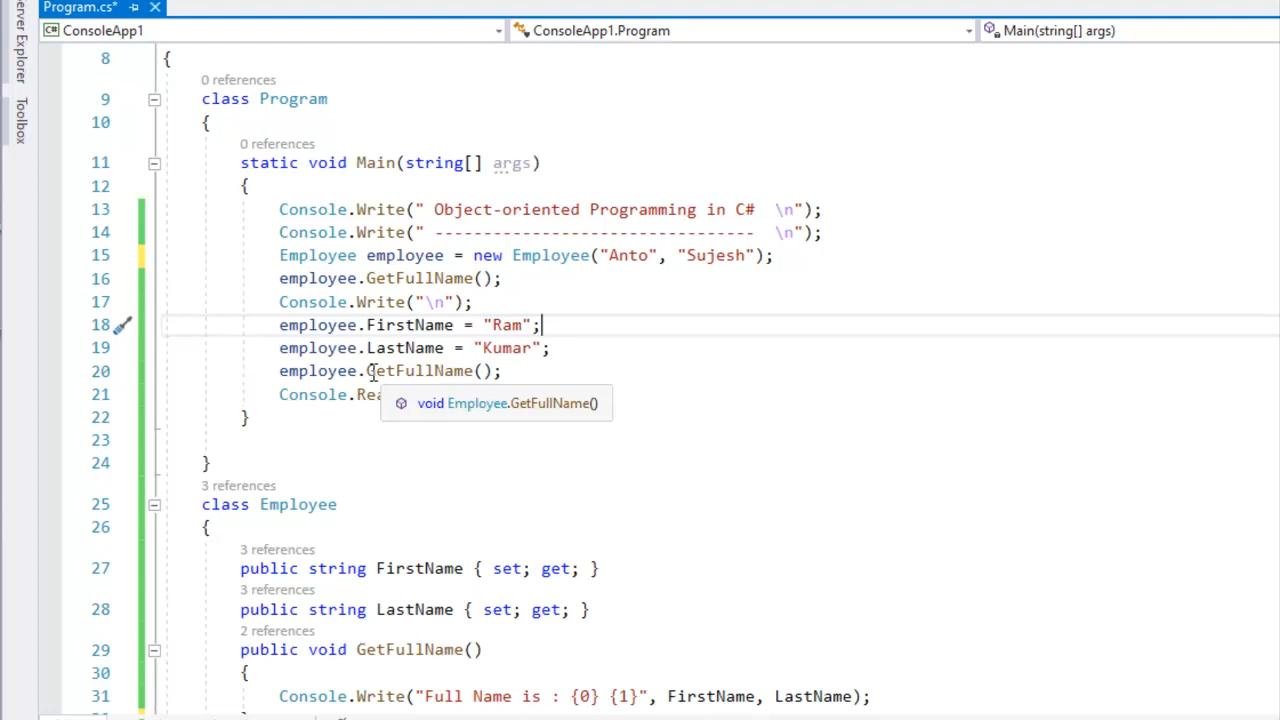 Program.cs*
Server Explorer
Toolbox
C# ConsoleApp1
ConsoleApp1.Program
Main(string[] args)
8 {
0 references
9 class Program
10 {
0 references
11 static void Main(string[] args)
12 {
13 Console.Write(" Object-oriented Programming in C#  \n");
14 Console.Write(" ---------------------------------  \n");
15 Employee employee = new Employee("Anto", "Sujesh");
16 employee.GetFullName();
17 Console.Write("\n");
18 employee.FirstName = "Ram";
19 employee.LastName = "Kumar";
20 employee.GetFullName();
21 Console.Rea
void Employee.GetFullName()
22 }
23
24 }
3 references
25 class Employee
26 {
3 references
27 public string FirstName { set; get; }
3 references
28 public string LastName { set; get; }
2 references
29 public void GetFullName()
30 {
31 Console.Write("Full Name is : {0} {1}", FirstName, LastName);